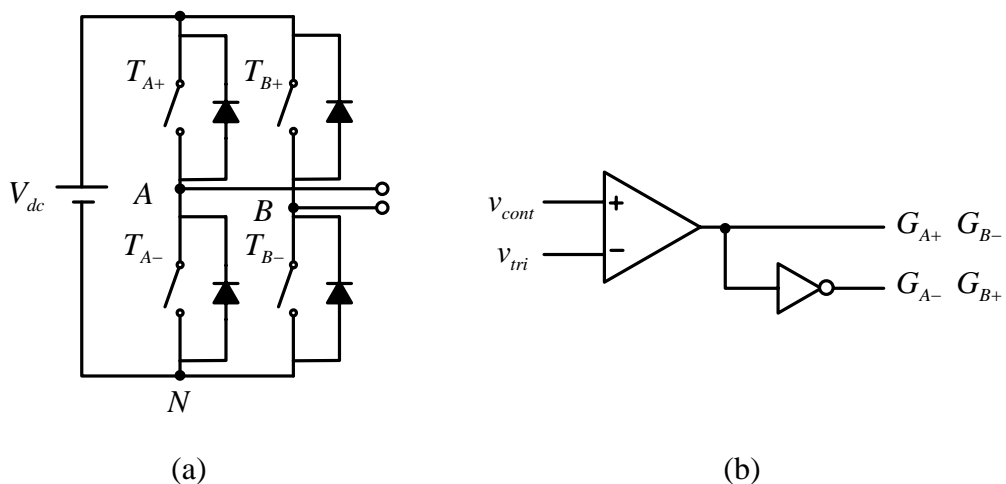 T_{A+} T_{B+}
V_{dc} A B
T_{A-} T_{B-}
N
(a)
v_{cont} + G_{A+} G_{B-}
v_{tri} - G_{A-} G_{B+}
(b)